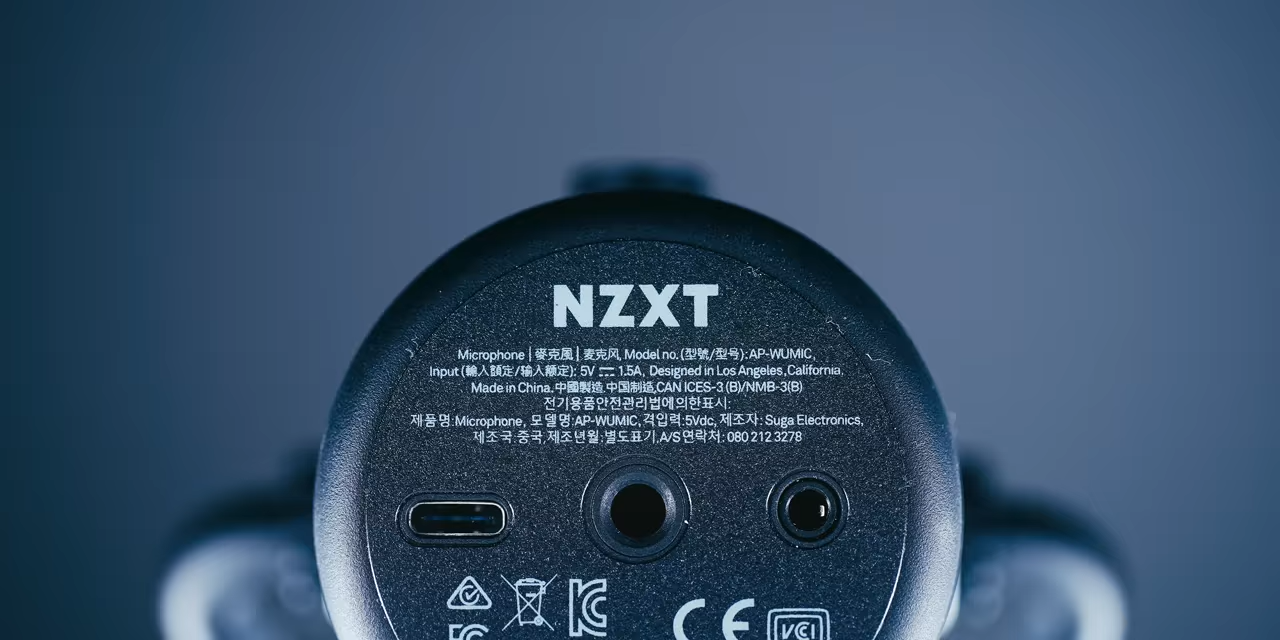 NZXT
Microphone | 麥克風 | 麦克风, Model no.(型號/型号):AP-WUMIC,
Input (輸入額定/输入额定): 5V ⎓ 1.5A, Designed in Los Angeles,California.
Made in China.中國製造.中国制造,CAN ICES-3 (B)/NMB-3(B)
전기용품안전관리법에의한표시:
제품명:Microphone, 모델명:AP-WUMIC, 격입력:5Vdc, 제조자: Suga Electronics,
제조국:중국,제조년월:별도표기,A/S연락처: 080 212 3278
FC CE VCCI